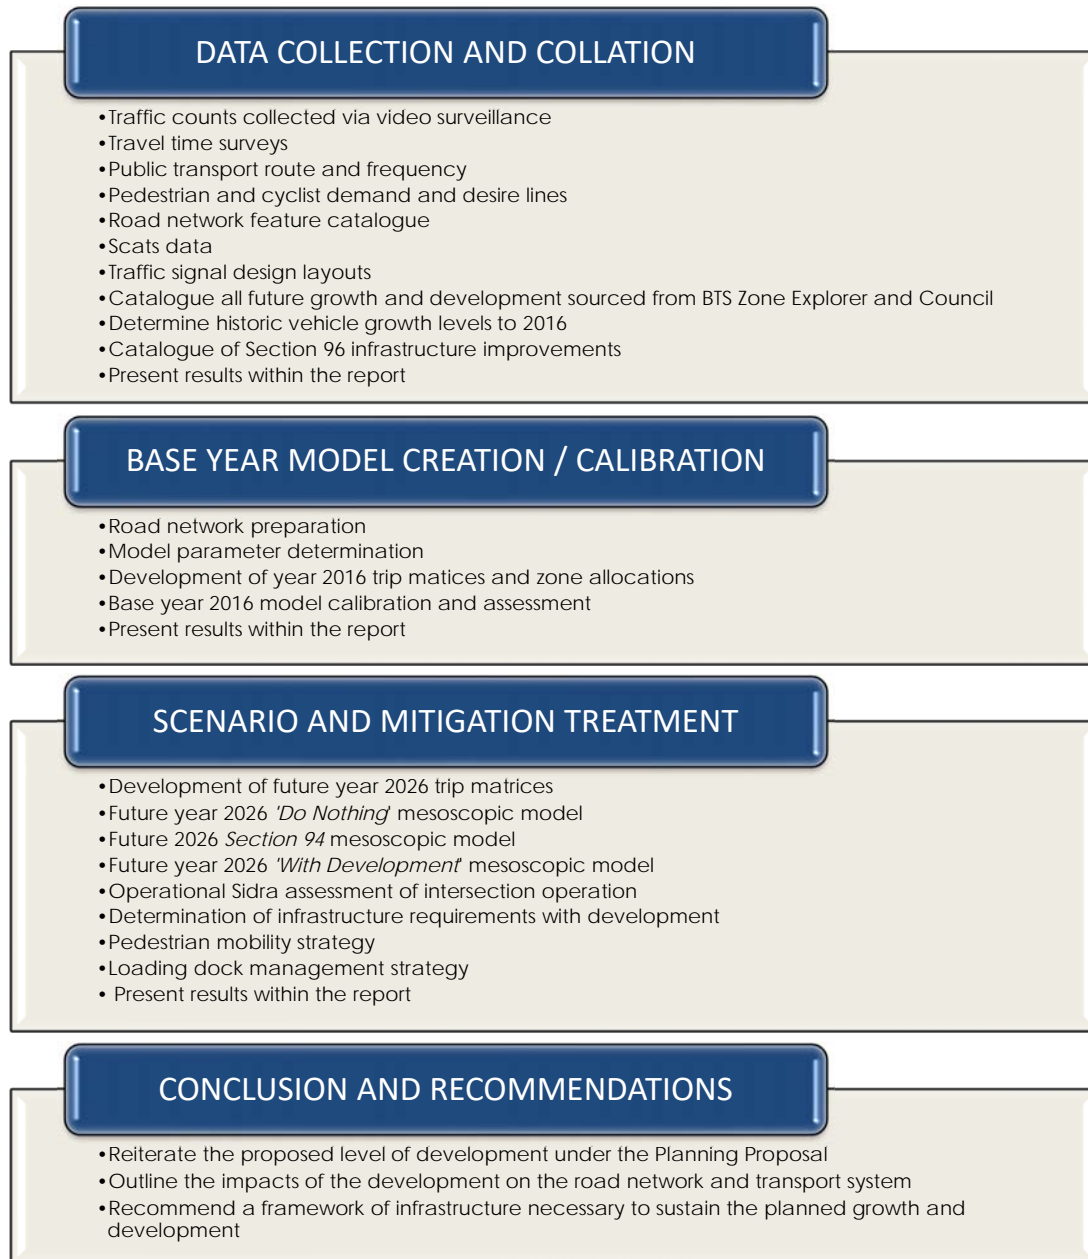 DATA COLLECTION AND COLLATION
•Traffic counts collected via video surveillance
•Travel time surveys
•Public transport route and frequency
•Pedestrian and cyclist demand and desire lines
•Road network feature catalogue
•Scats data
•Traffic signal design layouts
•Catalogue all future growth and development sourced from BTS Zone Explorer and Council
•Determine historic vehicle growth levels to 2016
•Catalogue of Section 96 infrastructure improvements
•Present results within the report
BASE YEAR MODEL CREATION / CALIBRATION
•Road network preparation
•Model parameter determination
•Development of year 2016 trip matices and zone allocations
•Base year 2016 model calibration and assessment
•Present results within the report
SCENARIO AND MITIGATION TREATMENT
•Development of future year 2026 trip matrices
•Future year 2026 'Do Nothing' mesoscopic model
•Future 2026 Section 94 mesoscopic model
•Future year 2026 'With Development' mesoscopic model
•Operational Sidra assessment of intersection operation
•Determination of infrastructure requirements with development
•Pedestrian mobility strategy
•Loading dock management strategy
• Present results within the report
CONCLUSION AND RECOMMENDATIONS
•Reiterate the proposed level of development under the Planning Proposal
•Outline the impacts of the development on the road network and transport system
•Recommend a framework of infrastructure necessary to sustain the planned growth and
development